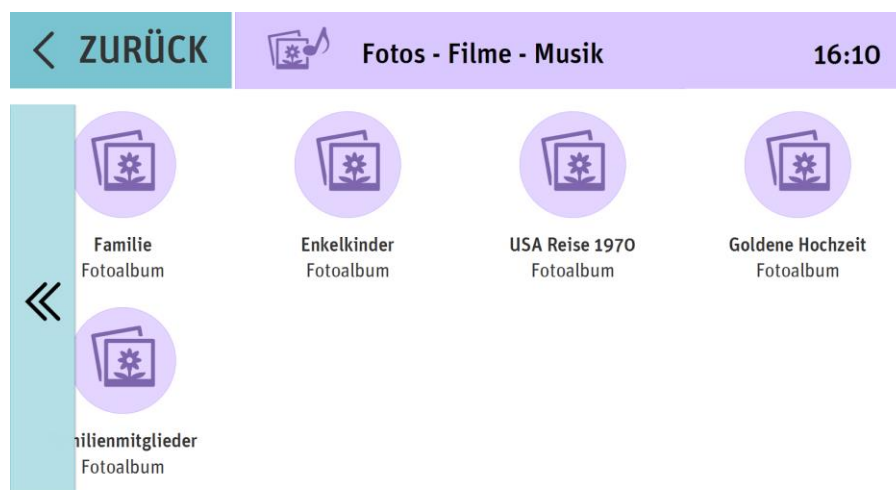 ZURÜCK
Fotos - Filme - Musik
16:10
Familie
Fotoalbum
Enkelkinder
Fotoalbum
USA Reise 1970
Fotoalbum
Goldene Hochzeit
Fotoalbum
ilienmitglieder
Fotoalbum